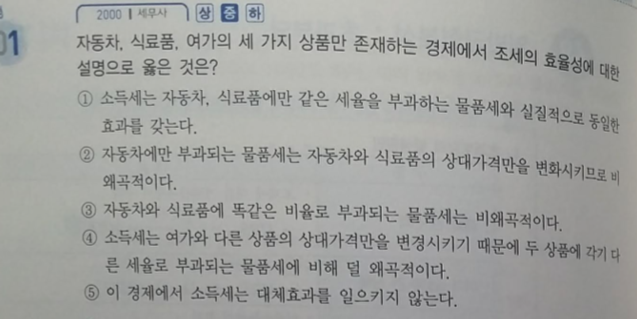 01
2000 | 세무사 상 중 하
자동차, 식료품, 여가의 세 가지 상품만 존재하는 경제에서 조세의 효율성에 대한
설명으로 옳은 것은?
① 소득세는 자동차, 식료품에만 같은 세율을 부과하는 물품세와 실질적으로 동일한
효과를 갖는다.
② 자동차에만 부과되는 물품세는 자동차와 식료품의 상대가격만을 변화시키므로 비
왜곡적이다.
③ 자동차와 식료품에 똑같은 비율로 부과되는 물품세는 비왜곡적이다.
④ 소득세는 여가와 다른 상품의 상대가격만을 변경시키기 때문에 두 상품에 각기 다
른 세율로 부과되는 물품세에 비해 덜 왜곡적이다.
⑤ 이 경제에서 소득세는 대체효과를 일으키지 않는다.